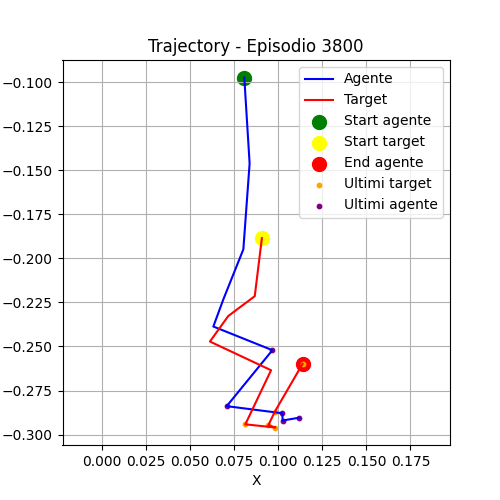 Trajectory - Episodio 3800
Agente
Target
Start agente
Start target
End agente
Ultimi target
Ultimi agente
−0.100
−0.125
−0.150
−0.175
−0.200
−0.225
−0.250
−0.275
−0.300
0.000 0.025 0.050 0.075 0.100 0.125 0.150 0.175
X